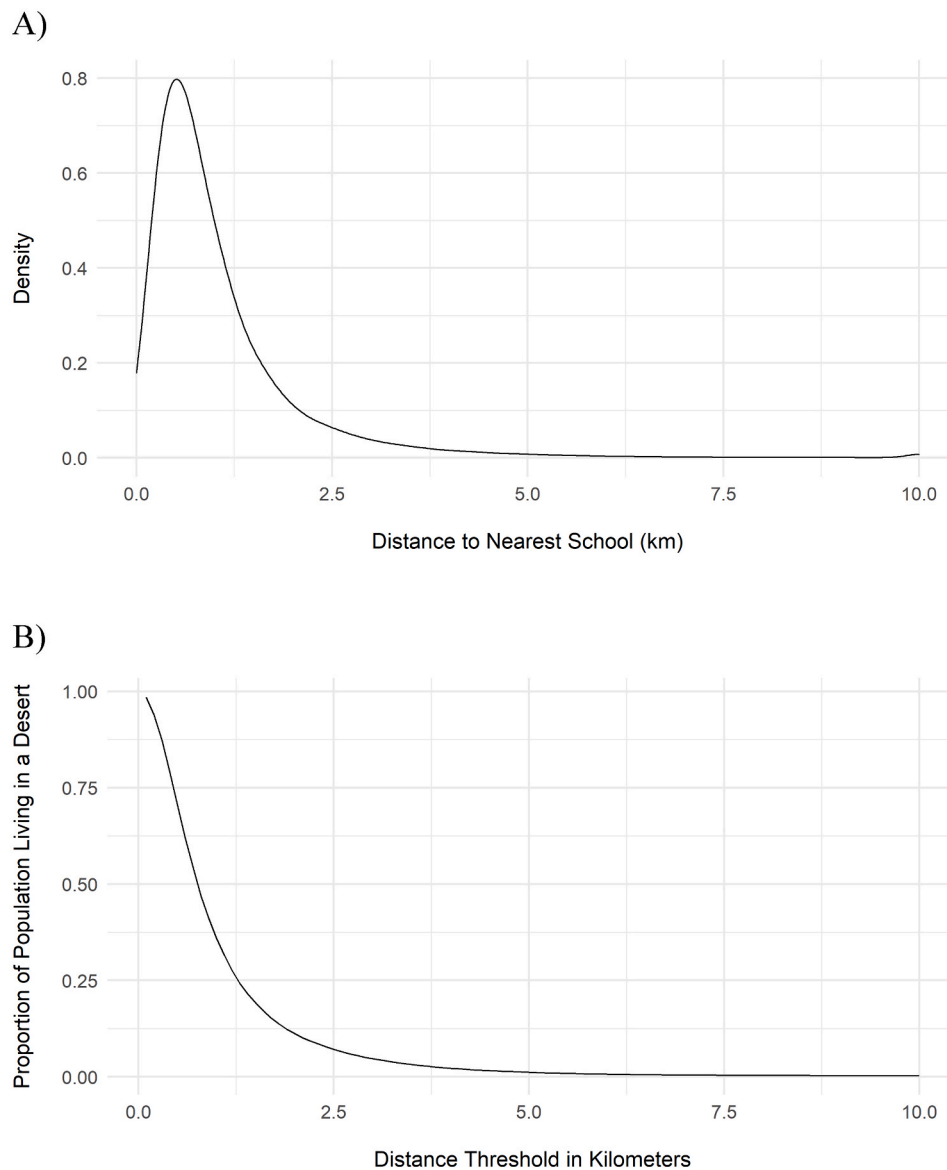 A)
0.8
0.6
0.4
0.2
0.0
Density
0.0 2.5 5.0 7.5 10.0
Distance to Nearest School (km)
B)
1.00
0.75
0.50
0.25
0.00
Proportion of Population Living in a Desert
0.0 2.5 5.0 7.5 10.0
Distance Threshold in Kilometers